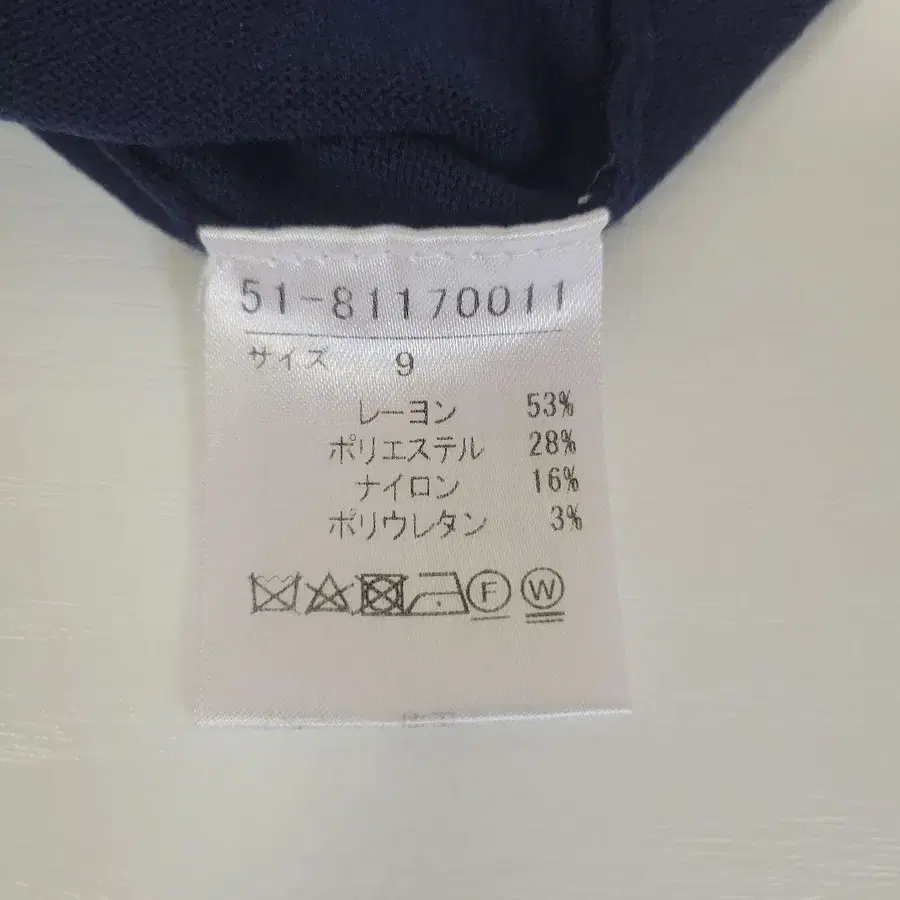 51-81170011
サイズ 9
レーヨン 53%
ポリエステル 28%
ナイロン 16%
ポリウレタン 3%
F W